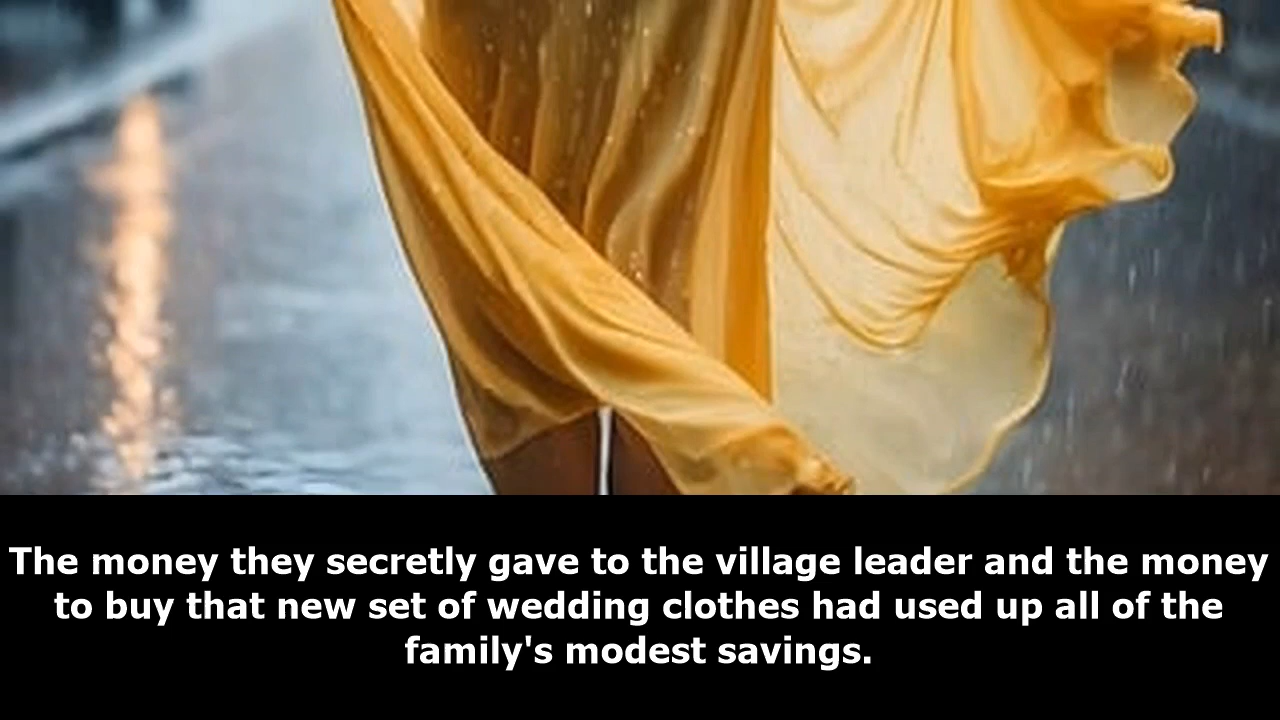 The money they secretly gave to the village leader and the money
to buy that new set of wedding clothes had used up all of the
family's modest savings.